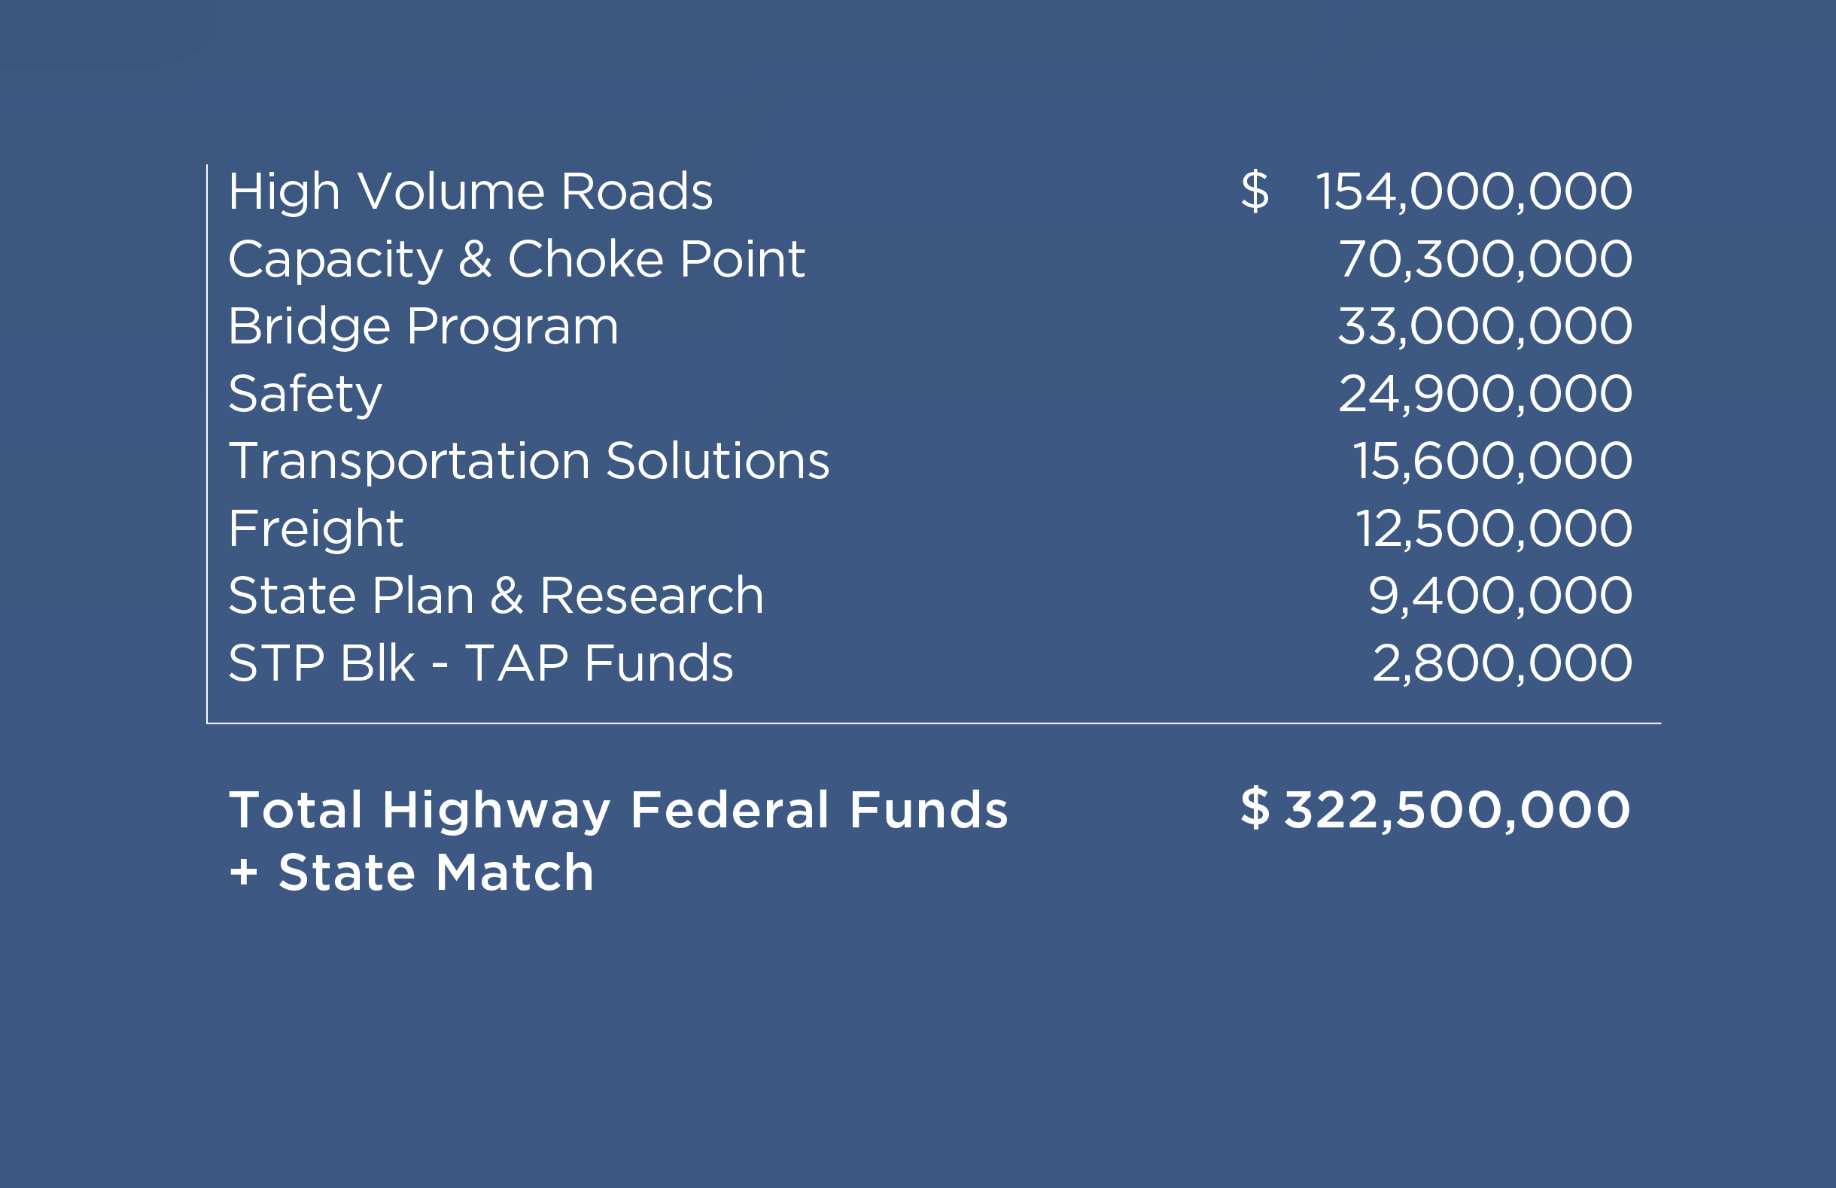 High Volume Roads $ 154,000,000
Capacity & Choke Point 70,300,000
Bridge Program 33,000,000
Safety 24,900,000
Transportation Solutions 15,600,000
Freight 12,500,000
State Plan & Research 9,400,000
STP Blk - TAP Funds 2,800,000
Total Highway Federal Funds $ 322,500,000
+ State Match